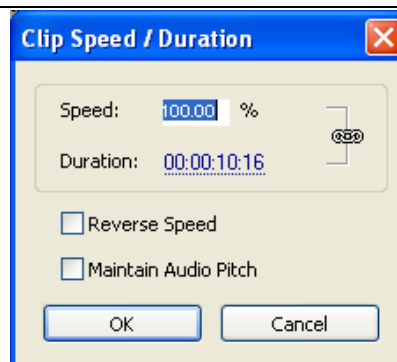 Clip Speed / Duration
Speed: 100.00 %
Duration: 00:00:10:16
Reverse Speed
Maintain Audio Pitch
OK Cancel